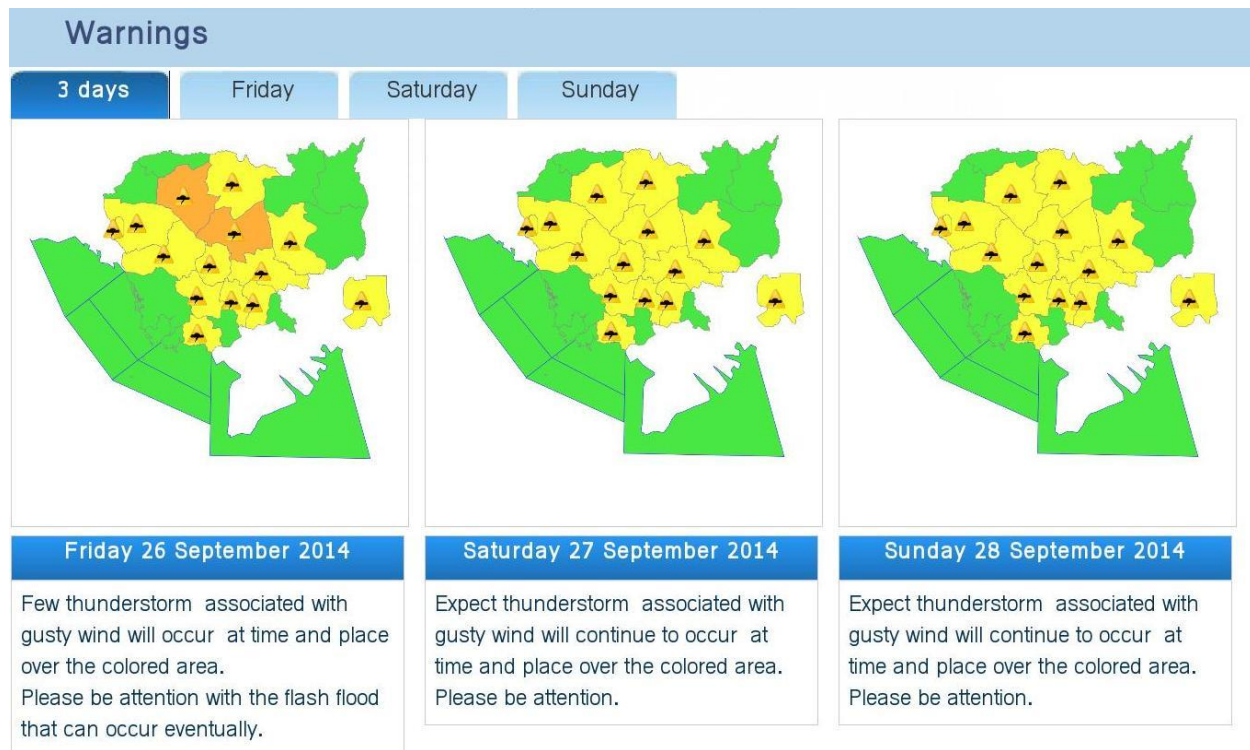 Warnings
3 days
Friday
Saturday
Sunday
Friday 26 September 2014
Few thunderstorm associated with
gusty wind will occur at time and place
over the colored area.
Please be attention with the flash flood
that can occur eventually.
Saturday 27 September 2014
Expect thunderstorm associated with
gusty wind will continue to occur at
time and place over the colored area.
Please be attention.
Sunday 28 September 2014
Expect thunderstorm associated with
gusty wind will continue to occur at
time and place over the colored area.
Please be attention.